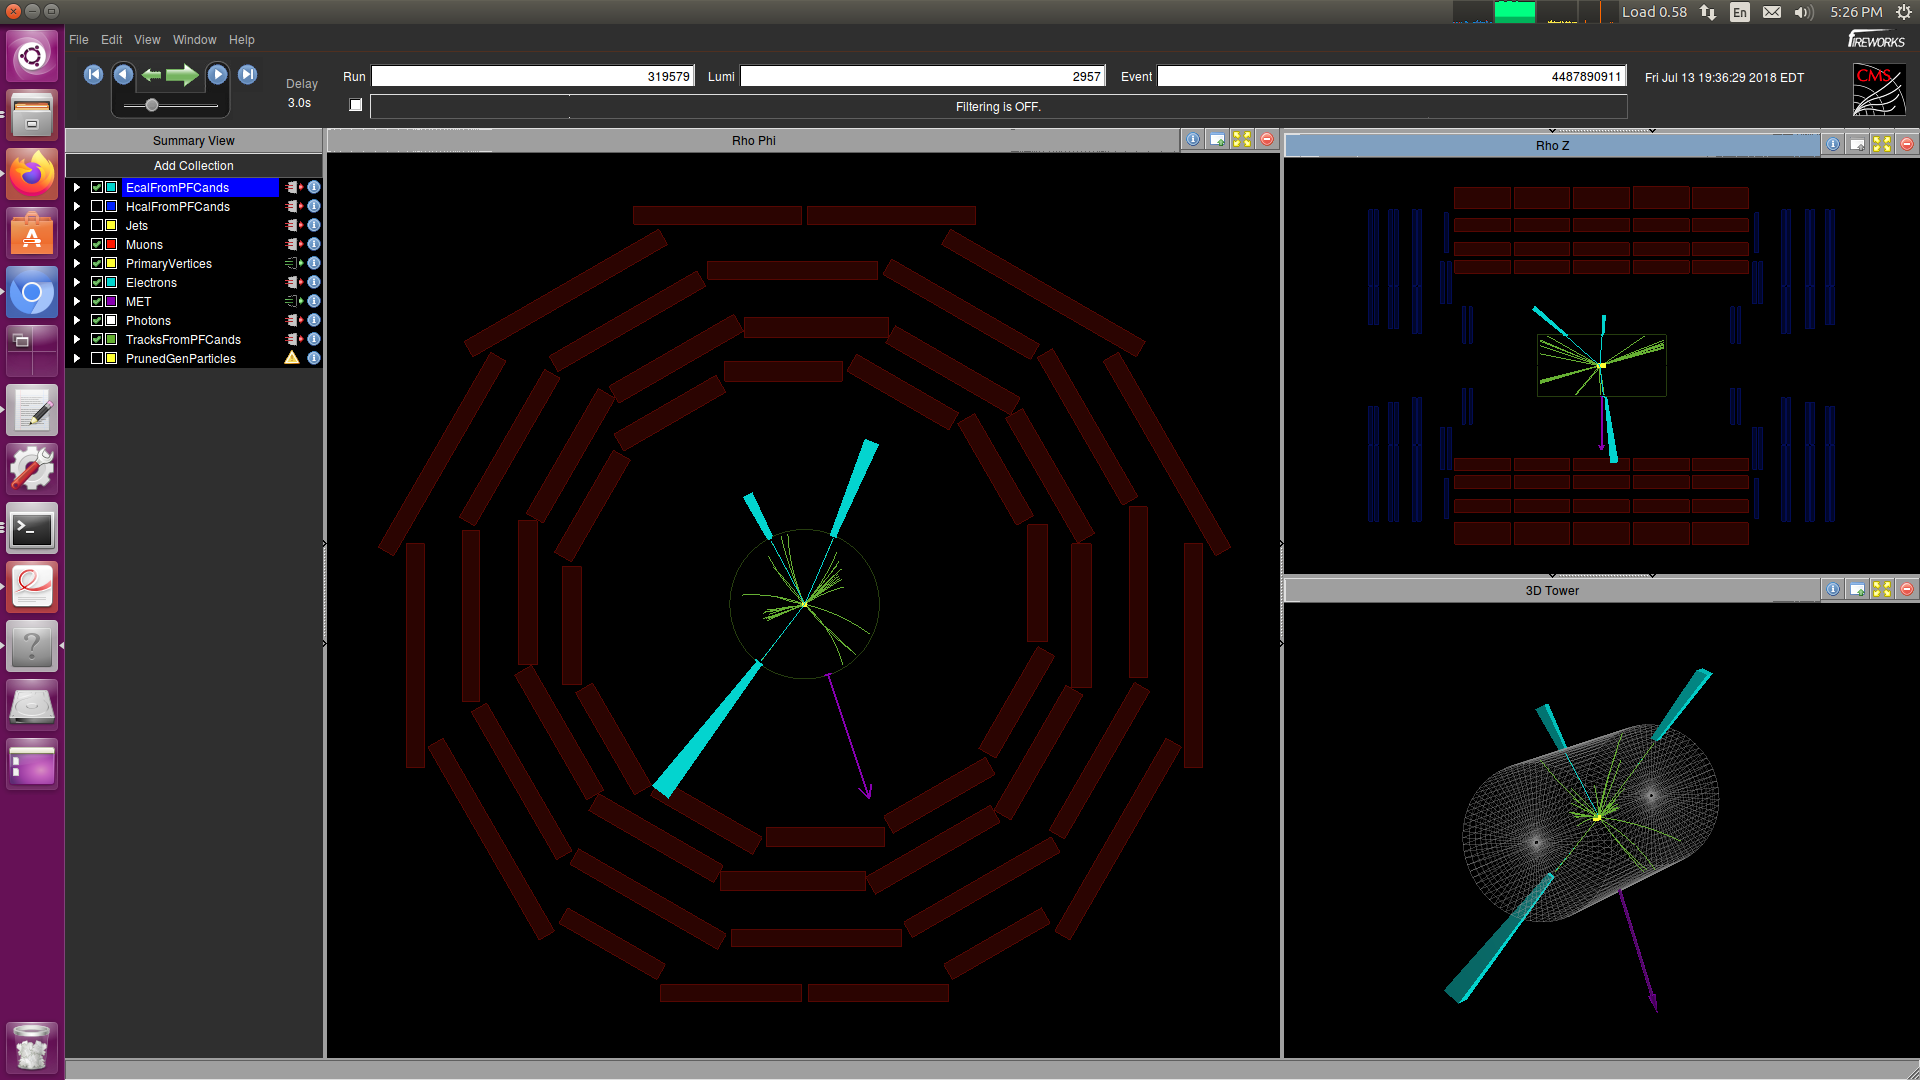 Load 0.58 En 5:26 PM
File Edit View Window Help
FIREWORKS
Delay
3.0s
Run 319579 Lumi 2957 Event 4487890911 Fri Jul 13 19:36:29 2018 EDT
CMS
Filtering is OFF.
Summary View
Add Collection
EcalFromPFCands
HcalFromPFCands
Jets
Muons
PrimaryVertices
Electrons
MET
Photons
TracksFromPFCands
PrunedGenParticles
Rho Phi
Rho Z
3D Tower